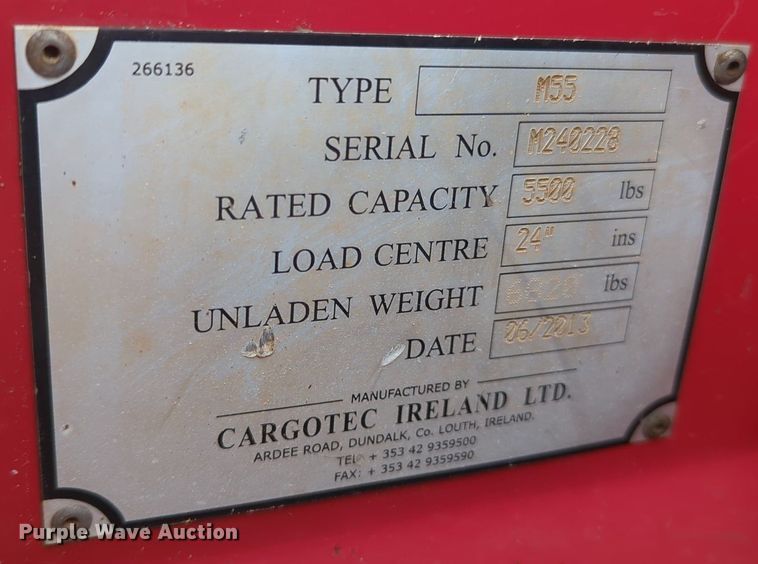 266136
TYPE M55
SERIAL No. M240228
RATED CAPACITY 5500 lbs
LOAD CENTRE 24" ins
UNLADEN WEIGHT lbs
DATE 06/2013
MANUFACTURED BY
CARGOTEC IRELAND LTD.
ARDEE ROAD, DUNDALK, Co. LOUTH, IRELAND.
TEL: + 353 42 9359500
FAX: + 353 42 9359590
Purple Wave Auction